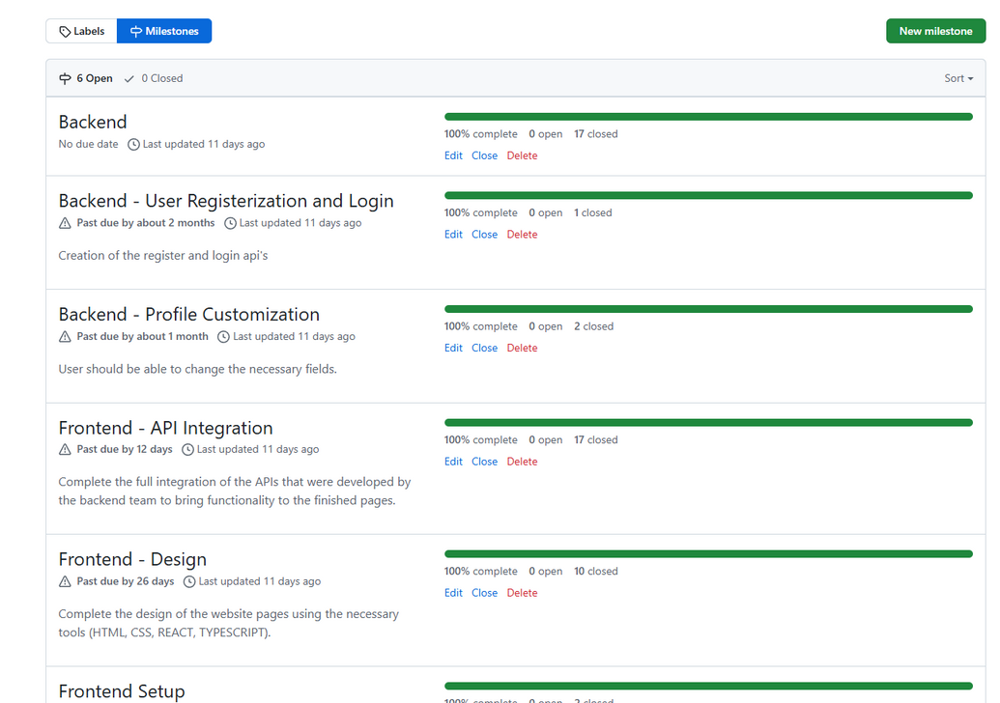 Labels Milestones New milestone
6 Open 0 Closed Sort
Backend
No due date Last updated 11 days ago
100% complete 0 open 17 closed
Edit Close Delete
Backend - User Registerization and Login
Past due by about 2 months Last updated 11 days ago
Creation of the register and login api's
100% complete 0 open 1 closed
Edit Close Delete
Backend - Profile Customization
Past due by about 1 month Last updated 11 days ago
User should be able to change the necessary fields.
100% complete 0 open 2 closed
Edit Close Delete
Frontend - API Integration
Past due by 12 days Last updated 11 days ago
Complete the full integration of the APIs that were developed by
the backend team to bring functionality to the finished pages.
100% complete 0 open 17 closed
Edit Close Delete
Frontend - Design
Past due by 26 days Last updated 11 days ago
Complete the design of the website pages using the necessary
tools (HTML, CSS, REACT, TYPESCRIPT).
100% complete 0 open 10 closed
Edit Close Delete
Frontend Setup
100% complete 0 open
closed